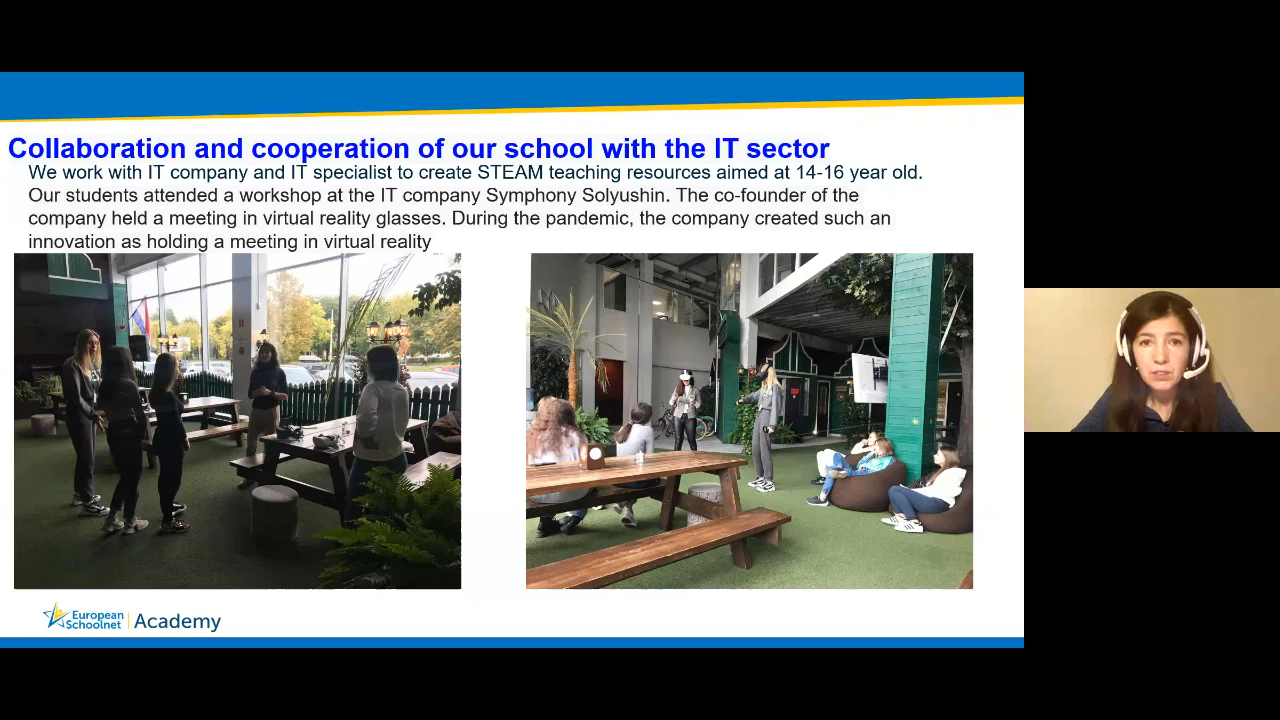 Collaboration and cooperation of our school with the IT sector
We work with IT company and IT specialist to create STEAM teaching resources aimed at 14-16 year old.
Our students attended a workshop at the IT company Symphony Solyushin. The co-founder of the
company held a meeting in virtual reality glasses. During the pandemic, the company created such an
innovation as holding a meeting in virtual reality
European
Schoolnet
Academy